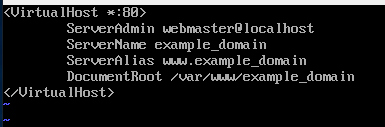 <VirtualHost *:80>
        ServerAdmin webmaster@localhost
        ServerName example_domain
        ServerAlias www.example_domain
        DocumentRoot /var/www/example_domain
</VirtualHost>
~
~